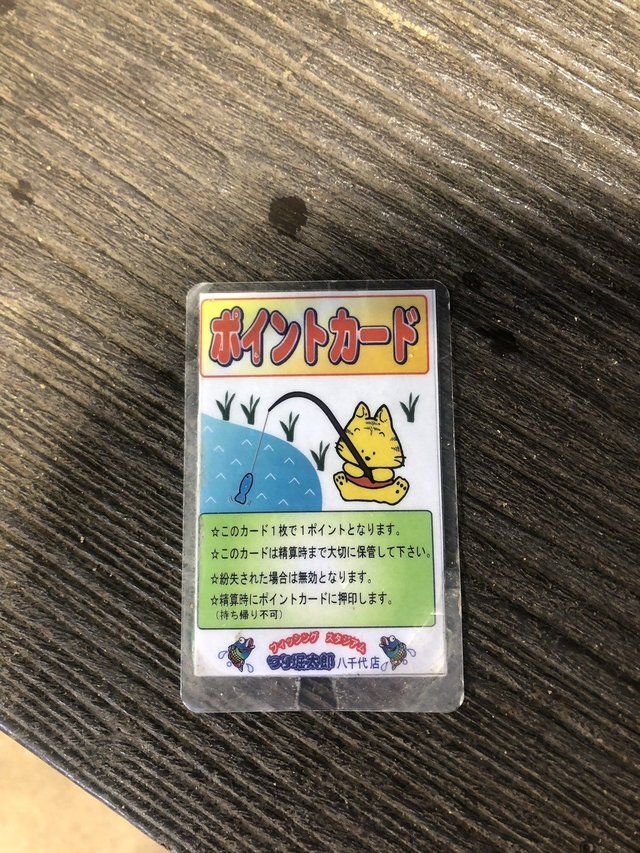 ポイントカード
☆このカード１枚で１ポイントとなります。
☆このカードは精算時まで大切に保管して下さい。
☆紛失された場合は無効となります。
☆精算時にポイントカードに押印します。
（持ち帰り不可）
フィッシング スタジアム
つり堀太郎 八千代店